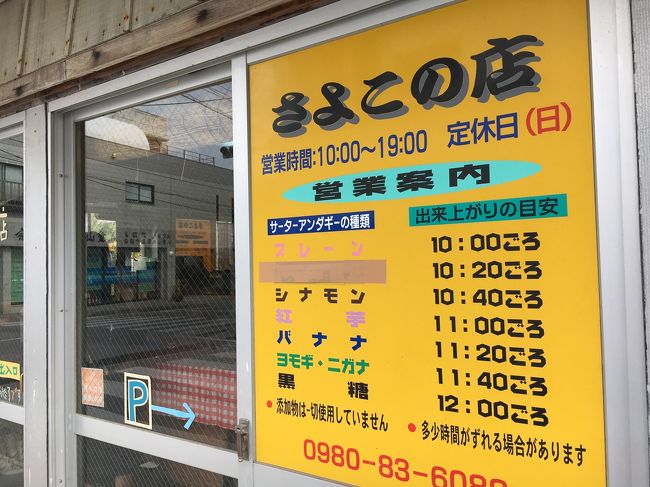 さよこの店
営業時間:10:00～19:00 定休日(日)
営業案内
サーターアンダギーの種類 出来上がりの目安
プレーン 10:00ごろ
10:20ごろ
シナモン 10:40ごろ
紅芋 11:00ごろ
バナナ 11:20ごろ
ヨモギ・ニガナ 11:40ごろ
黒糖 12:00ごろ
・添加物は一切使用していません
・多少時間がずれる場合があります
0980-83-6088
P
出入口